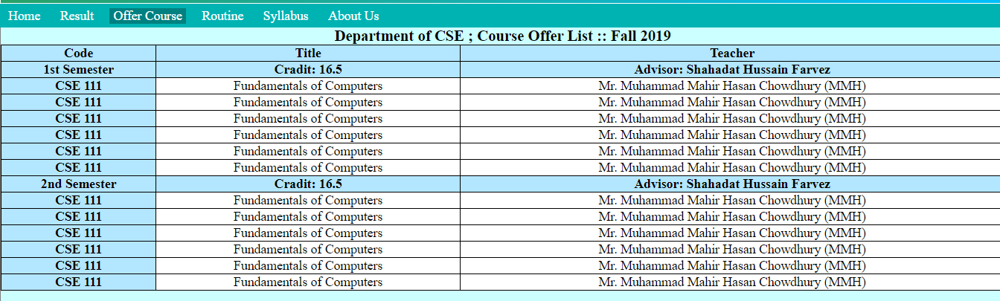 Home Result Offer Course Routine Syllabus About Us
Department of CSE ; Course Offer List :: Fall 2019
Code Title Teacher
1st Semester Cradit: 16.5 Advisor: Shahadat Hussain Farvez
CSE 111 Fundamentals of Computers Mr. Muhammad Mahir Hasan Chowdhury (MMH)
CSE 111 Fundamentals of Computers Mr. Muhammad Mahir Hasan Chowdhury (MMH)
CSE 111 Fundamentals of Computers Mr. Muhammad Mahir Hasan Chowdhury (MMH)
CSE 111 Fundamentals of Computers Mr. Muhammad Mahir Hasan Chowdhury (MMH)
CSE 111 Fundamentals of Computers Mr. Muhammad Mahir Hasan Chowdhury (MMH)
CSE 111 Fundamentals of Computers Mr. Muhammad Mahir Hasan Chowdhury (MMH)
2nd Semester Cradit: 16.5 Advisor: Shahadat Hussain Farvez
CSE 111 Fundamentals of Computers Mr. Muhammad Mahir Hasan Chowdhury (MMH)
CSE 111 Fundamentals of Computers Mr. Muhammad Mahir Hasan Chowdhury (MMH)
CSE 111 Fundamentals of Computers Mr. Muhammad Mahir Hasan Chowdhury (MMH)
CSE 111 Fundamentals of Computers Mr. Muhammad Mahir Hasan Chowdhury (MMH)
CSE 111 Fundamentals of Computers Mr. Muhammad Mahir Hasan Chowdhury (MMH)
CSE 111 Fundamentals of Computers Mr. Muhammad Mahir Hasan Chowdhury (MMH)